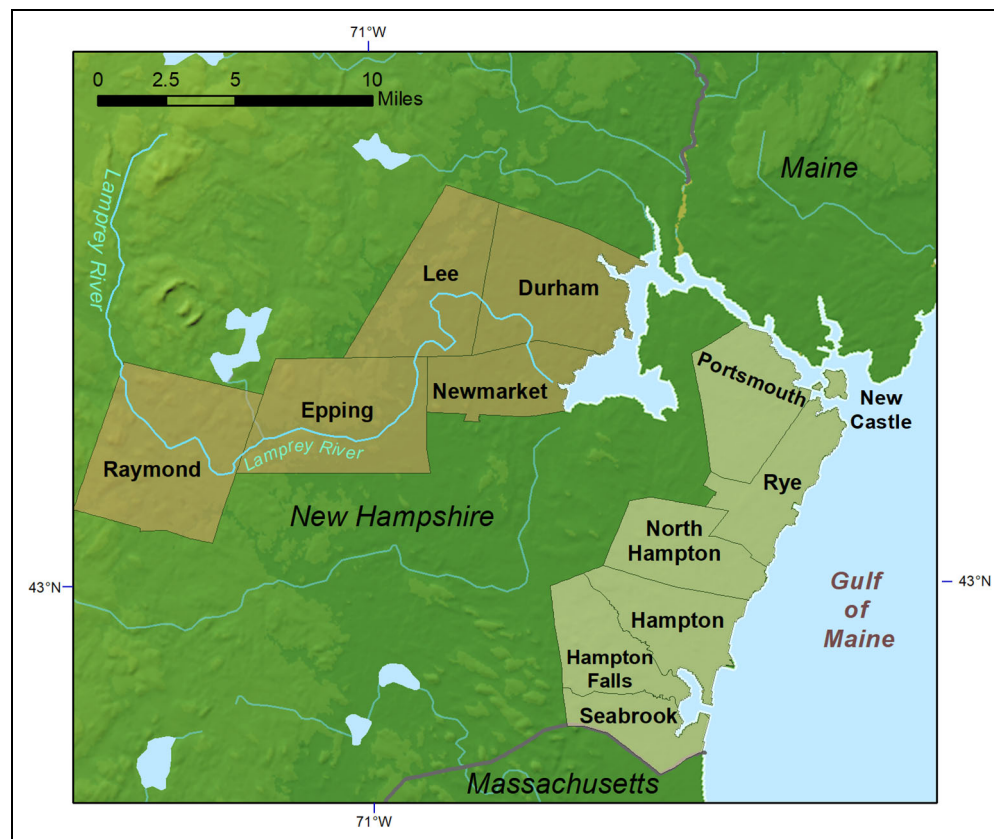 71°W
0 2.5 5 10
Miles
Maine
Lamprey River
Lee
Durham
Portsmouth
New
Castle
Epping
Newmarket
Lamprey River
Raymond
Rye
New Hampshire
North
Hampton
43°N
43°N
Gulf
of
Maine
Hampton
Hampton
Falls
Seabrook
Massachusetts
71°W